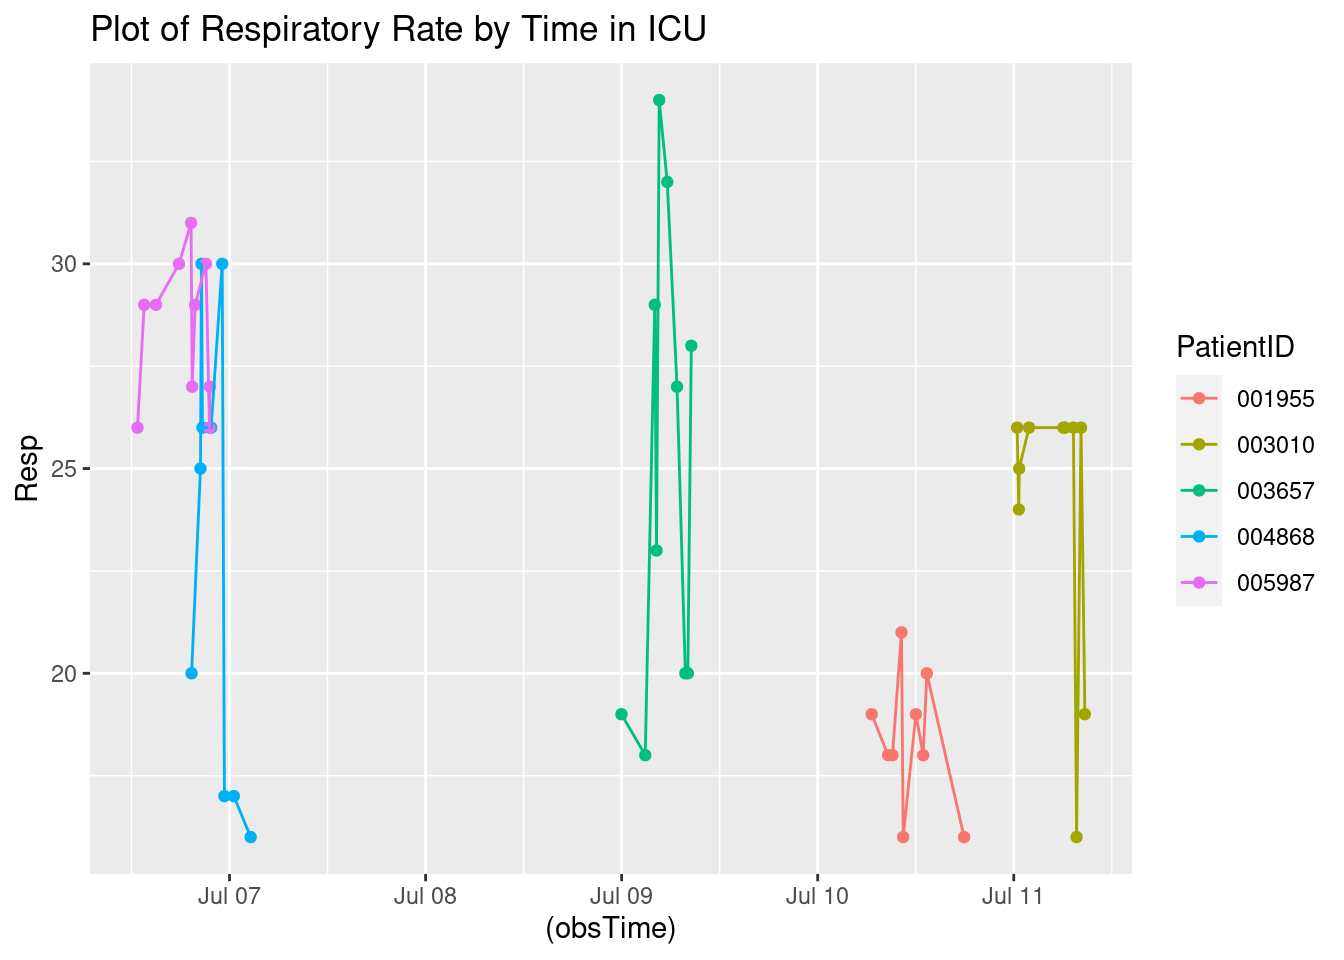 Plot of Respiratory Rate by Time in ICU
Resp
30
25
20
Jul 07
Jul 08
Jul 09
Jul 10
Jul 11
(obsTime)
PatientID
001955
003010
003657
004868
005987